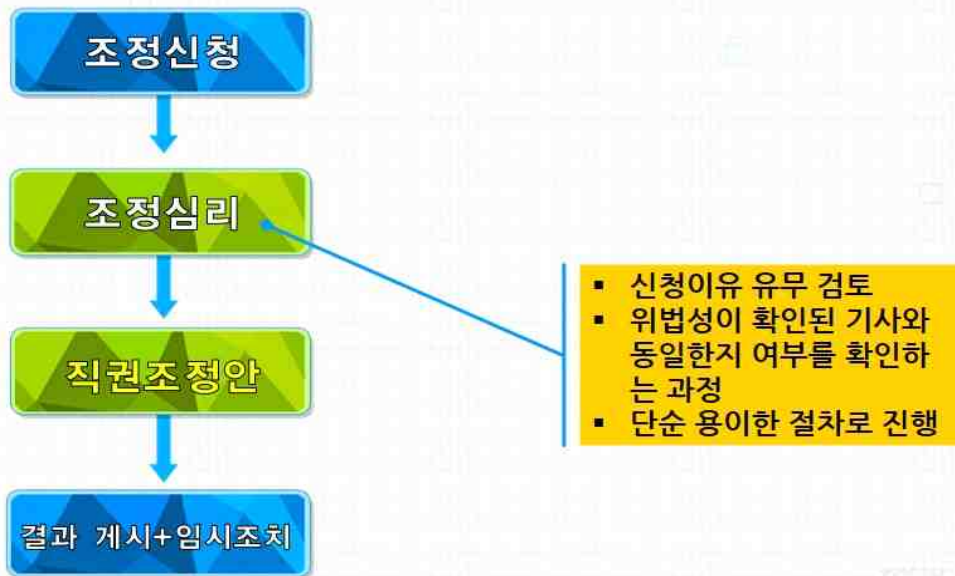 조정신청
조정심리
▪ 신청이유 유무 검토
▪ 위법성이 확인된 기사와
동일한지 여부를 확인하
는 과정
▪ 단순 용이한 절차로 진행
직권조정안
결과 게시+임시조치